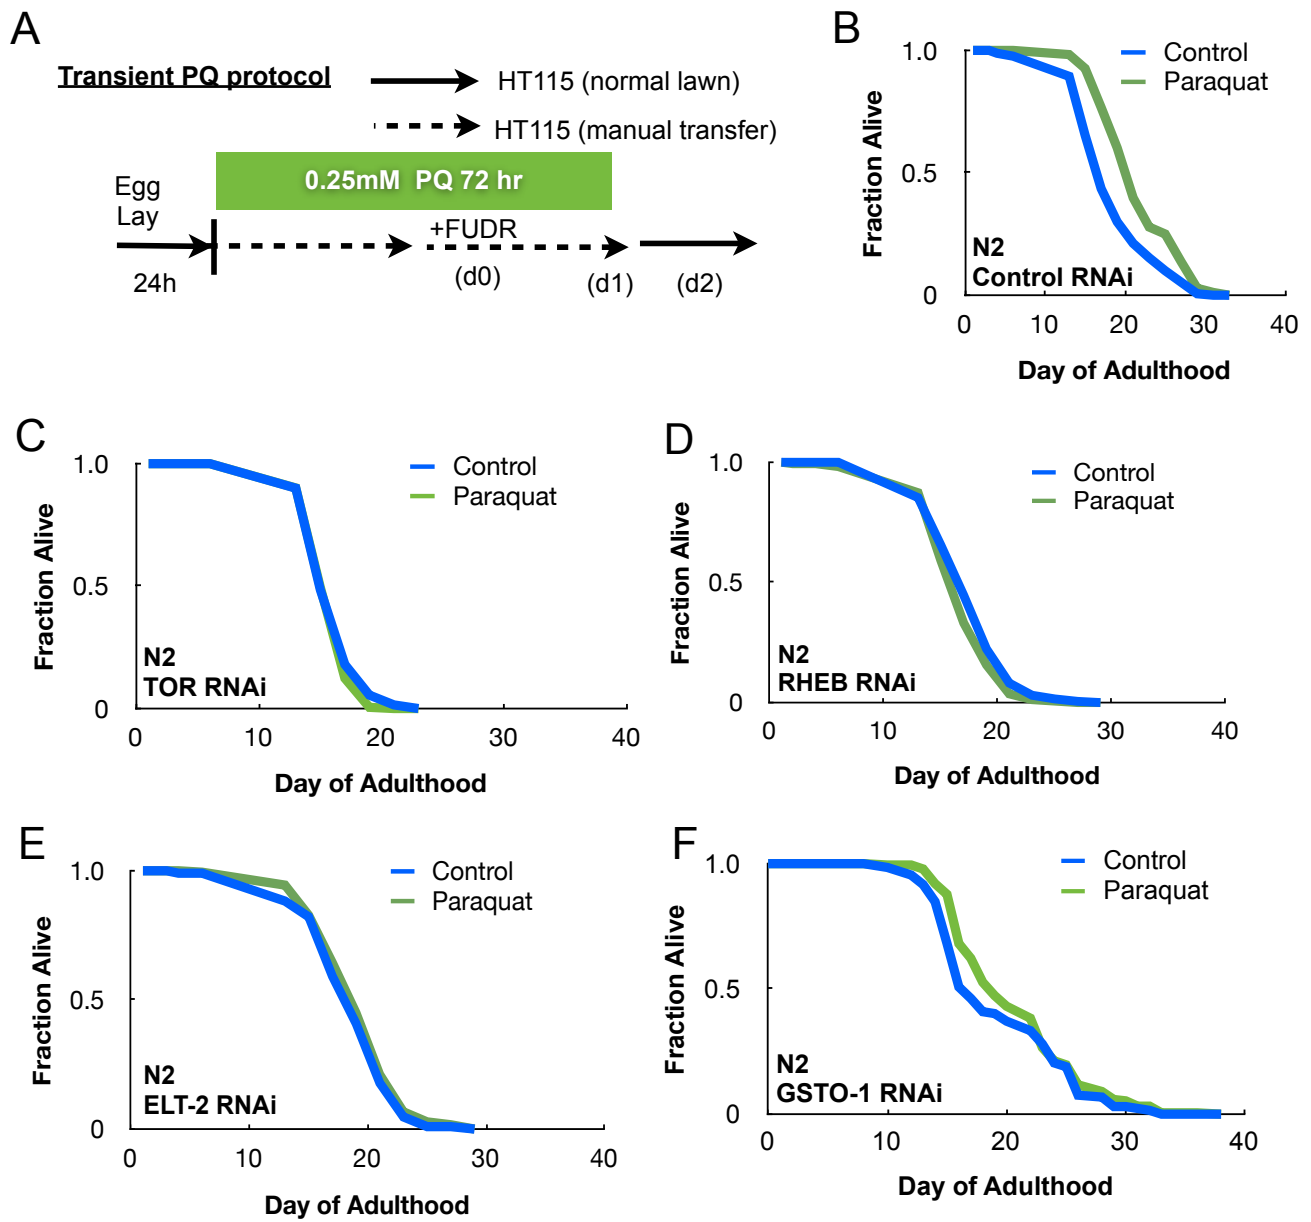 A
Transient PQ protocol
HT115 (normal lawn)
HT115 (manual transfer)
0.25mM PQ 72 hr
Egg
Lay
+FUDR
24h
(d0)
(d1)
(d2)
B
1.0
0.5
0
Fraction Alive
Control
Paraquat
N2
Control RNAi
0 10 20 30 40
Day of Adulthood
C
1.0
0.5
0
Fraction Alive
Control
Paraquat
N2
TOR RNAi
0 10 20 30 40
Day of Adulthood
D
1.0
0.5
0
Fraction Alive
Control
Paraquat
N2
RHEB RNAi
0 10 20 30 40
Day of Adulthood
E
1.0
0.5
0
Fraction Alive
Control
Paraquat
N2
ELT-2 RNAi
0 10 20 30 40
Day of Adulthood
F
1.0
0.5
0
Fraction Alive
Control
Paraquat
N2
GSTO-1 RNAi
0 10 20 30 40
Day of Adulthood